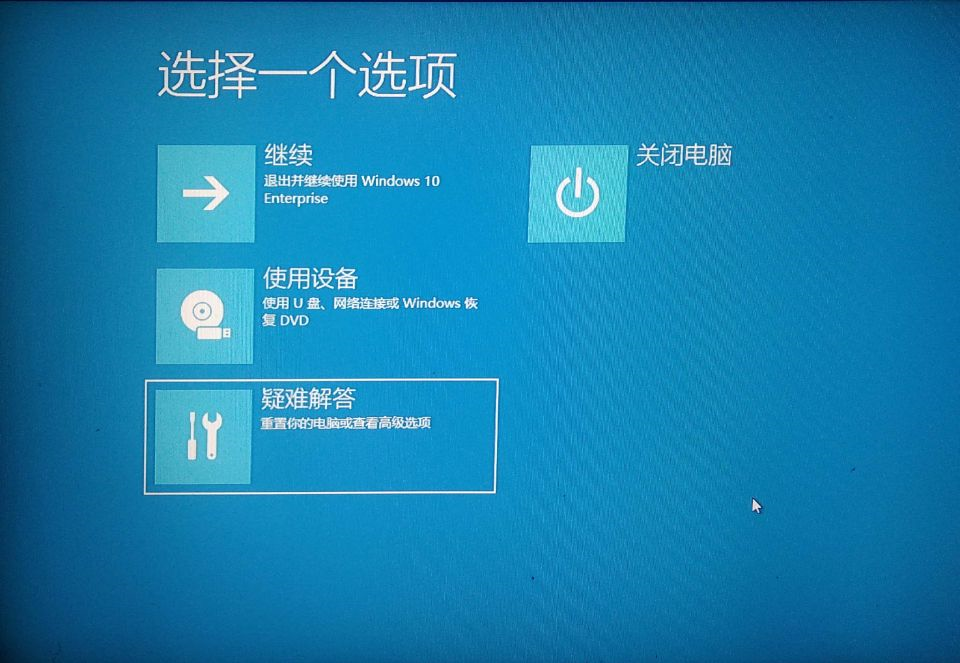 选择一个选项
继续
退出并继续使用 Windows 10
Enterprise
关闭电脑
使用设备
使用 U 盘、网络连接或 Windows 恢
复 DVD
疑难解答
重置你的电脑或查看高级选项